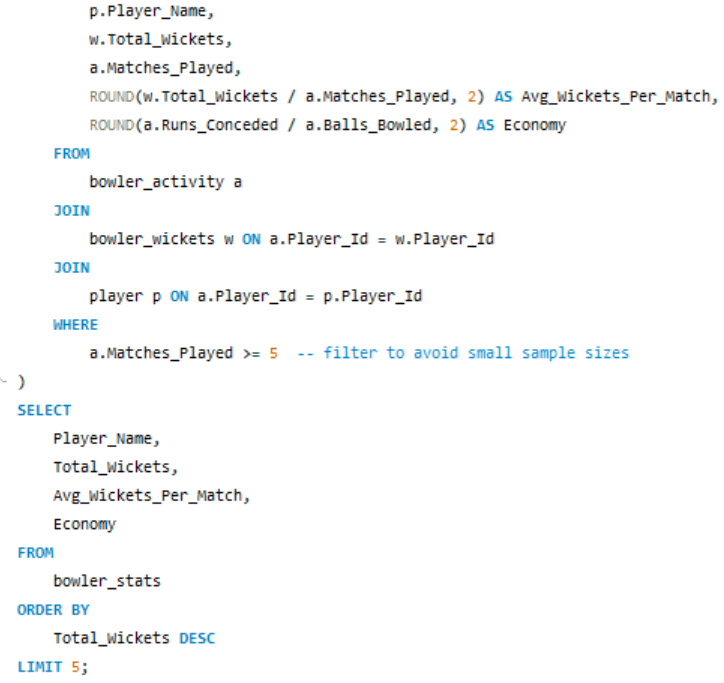 p.Player_Name,
w.Total_Wickets,
a.Matches_Played,
ROUND(w.Total_Wickets / a.Matches_Played, 2) AS Avg_Wickets_Per_Match,
ROUND(a.Runs_Conceded / a.Balls_Bowled, 2) AS Economy
FROM
bowler_activity a
JOIN
bowler_wickets w ON a.Player_Id = w.Player_Id
JOIN
player p ON a.Player_Id = p.Player_Id
WHERE
a.Matches_Played >= 5  -- filter to avoid small sample sizes
)
SELECT
Player_Name,
Total_Wickets,
Avg_Wickets_Per_Match,
Economy
FROM
bowler_stats
ORDER BY
Total_Wickets DESC
LIMIT 5;